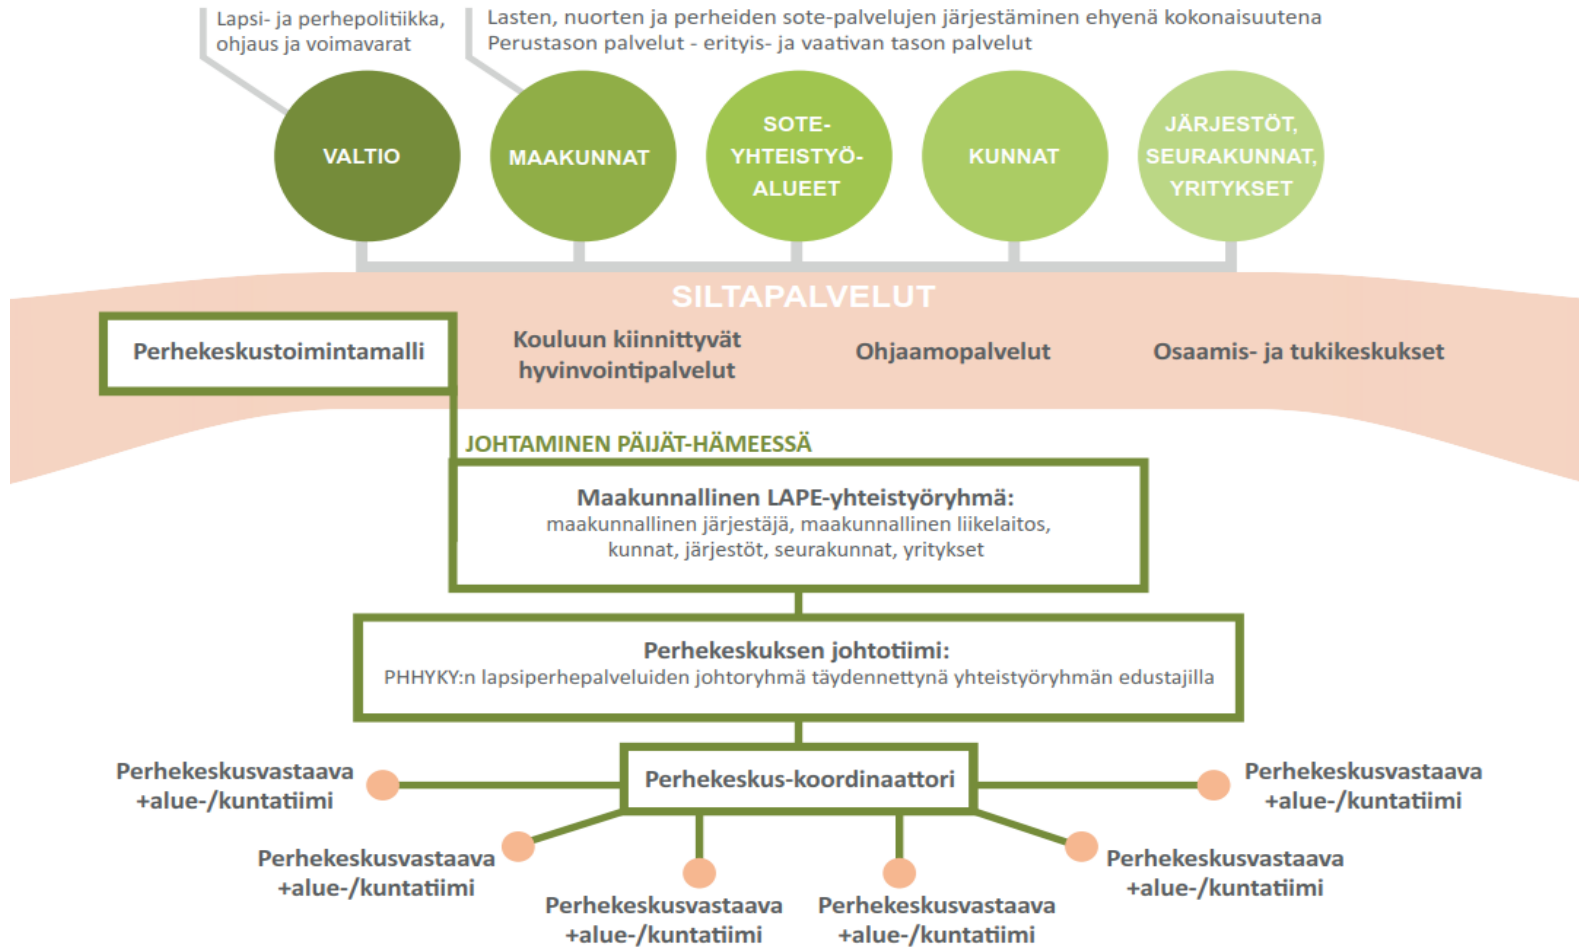 Lapsi- ja perhepolitiikka,
ohjaus ja voimavarat
Lasten, nuorten ja perheiden sote-palvelujen järjestäminen ehyenä kokonaisuutena
Perustason palvelut - erityis- ja vaativan tason palvelut
VALTIO
MAAKUNNAT
SOTE-
YHTEISTYÖ-
ALUEET
KUNNAT
JÄRJESTÖT,
SEURAKUNNAT,
YRITYKSET
SILTAPALVELUT
Perhekeskustoimintamalli
Kouluun kiinnittyvät
hyvinvointipalvelut
Ohjaamopalvelut
Osaamis- ja tukikeskukset
JOHTAMINEN PÄIJÄT-HÄMEESSÄ
Maakunnallinen LAPE-yhteistyöryhmä:
maakunnallinen järjestäjä, maakunnallinen liikelaitos,
kunnat, järjestöt, seurakunnat, yritykset
Perhekeskuksen johtotiimi:
PHHYKY:n lapsiperhepalveluiden johtoryhmä täydennettynä yhteistyöryhmän edustajilla
Perhekeskus-koordinaattori
Perhekeskusvastaava
+alue-/kuntatiimi
Perhekeskusvastaava
+alue-/kuntatiimi
Perhekeskusvastaava
+alue-/kuntatiimi
Perhekeskusvastaava
+alue-/kuntatiimi
Perhekeskusvastaava
+alue-/kuntatiimi
Perhekeskusvastaava
+alue-/kuntatiimi